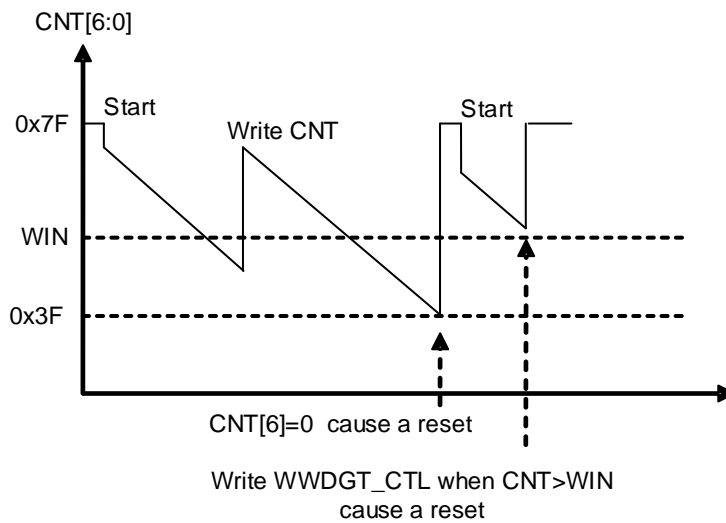 CNT[6:0]
Start
Start
0x7F
Write CNT
WIN
0x3F
CNT[6]=0 cause a reset
Write WWDGT_CTL when CNT>WIN
cause a reset